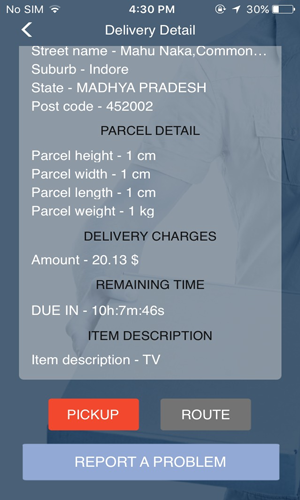 No SIM 4:30 PM 30%
Delivery Detail
Street name - Mahu Naka,Common...
Suburb - Indore
State - MADHYA PRADESH
Post code - 452002
PARCEL DETAIL
Parcel height - 1 cm
Parcel width - 1 cm
Parcel length - 1 cm
Parcel weight - 1 kg
DELIVERY CHARGES
Amount - 20.13 $
REMAINING TIME
DUE IN - 10h:7m:46s
ITEM DESCRIPTION
Item description - TV
PICKUP ROUTE
REPORT A PROBLEM